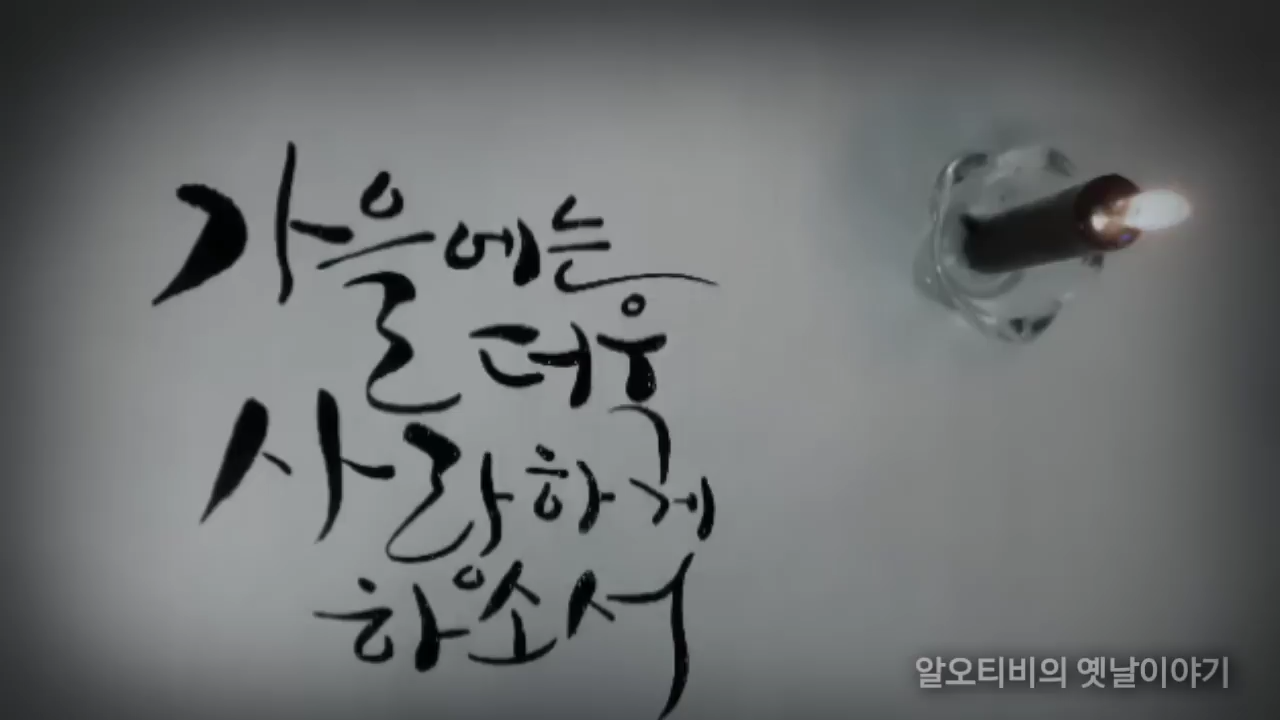 가을에는
더욱
사랑하게
하소서
알오티비의 옛날이야기